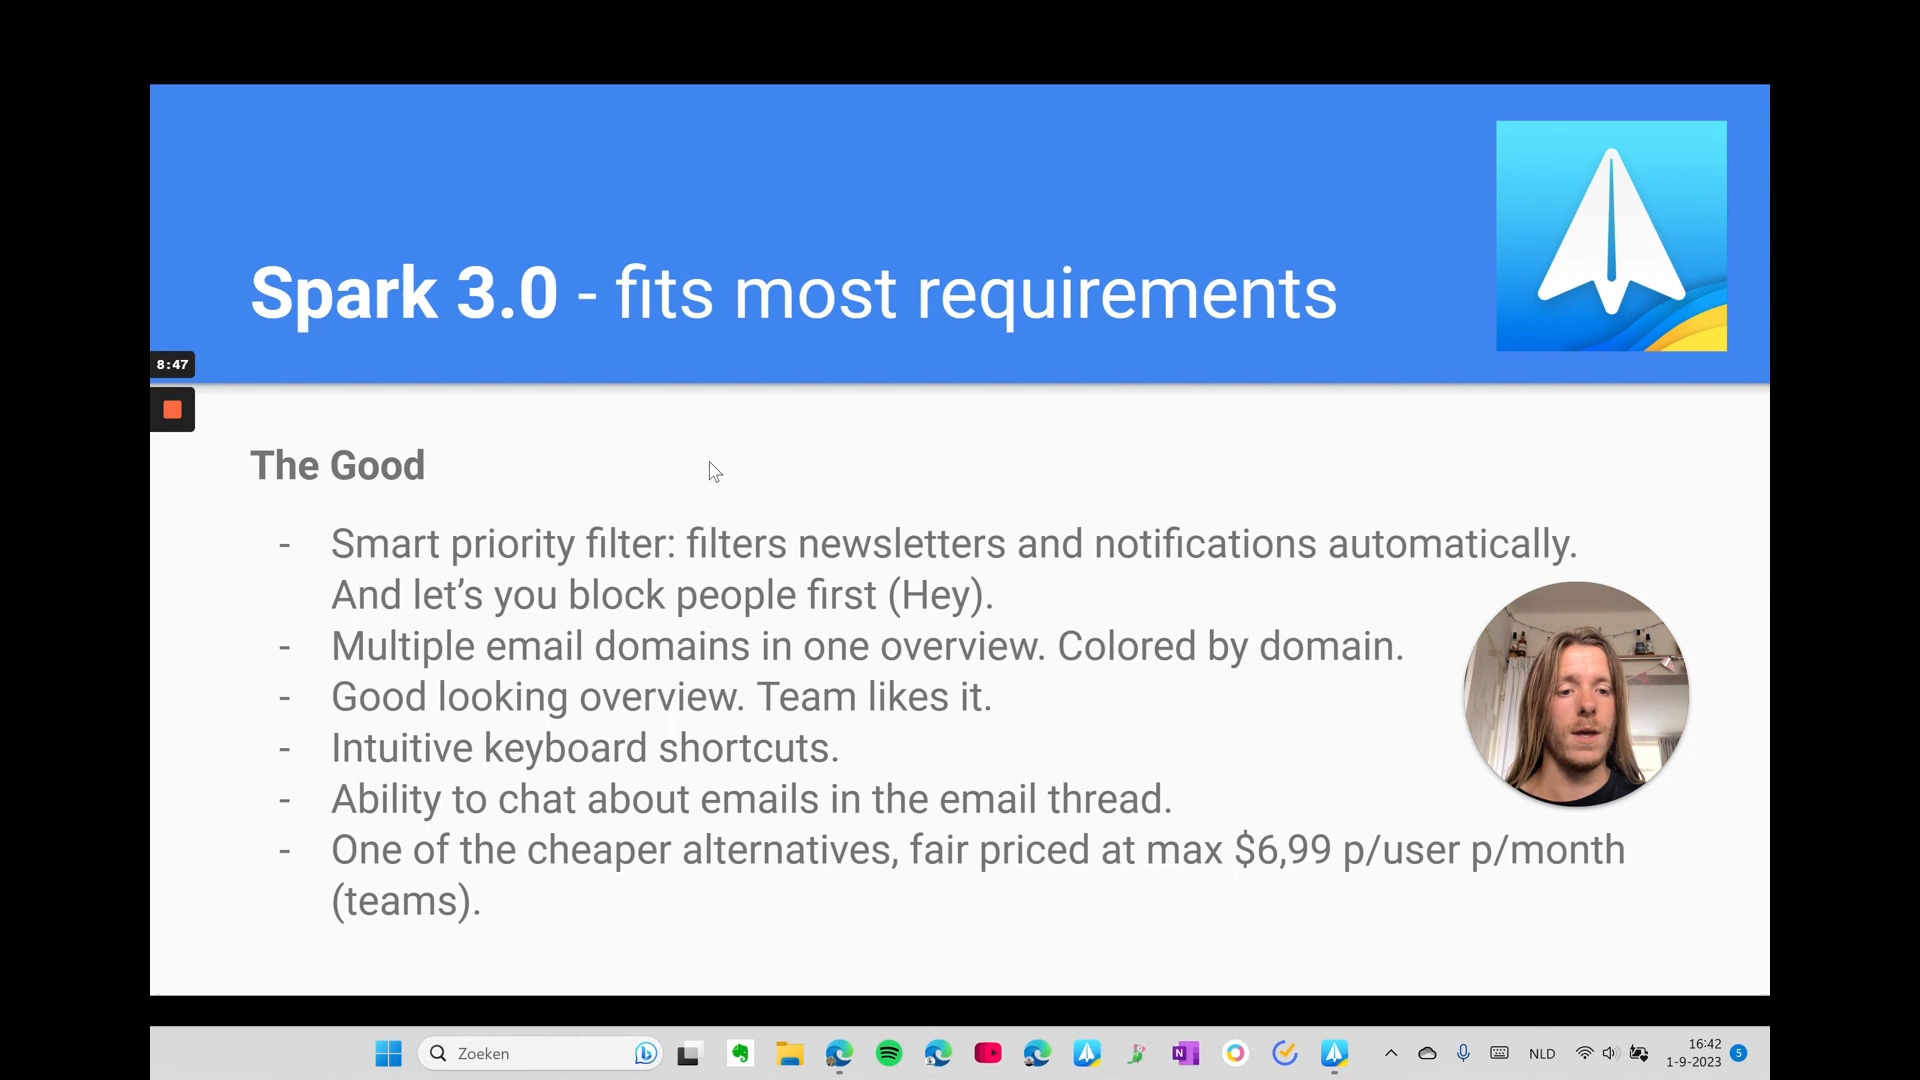 Spark 3.0 - fits most requirements
8:47
The Good
- Smart priority filter: filters newsletters and notifications automatically.
And let's you block people first (Hey).
- Multiple email domains in one overview. Colored by domain.
- Good looking overview. Team likes it.
- Intuitive keyboard shortcuts.
- Ability to chat about emails in the email thread.
- One of the cheaper alternatives, fair priced at max $6,99 p/user p/month
(teams).
Zoeken
N
NLD
16:42
1-9-2023
5